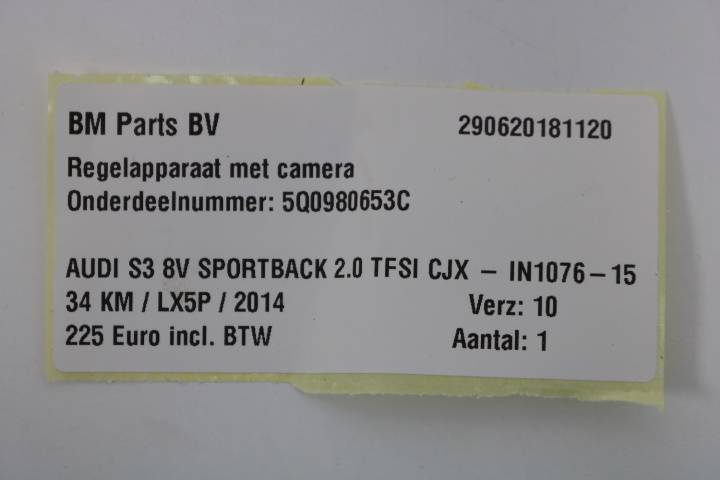 BM Parts BV 290620181120
Regelapparaat met camera
Onderdeelnummer: 5Q0980653C
AUDI S3 8V SPORTBACK 2.0 TFSI CJX - IN1076-15
34 KM / LX5P / 2014 Verz: 10
225 Euro incl. BTW Aantal: 1